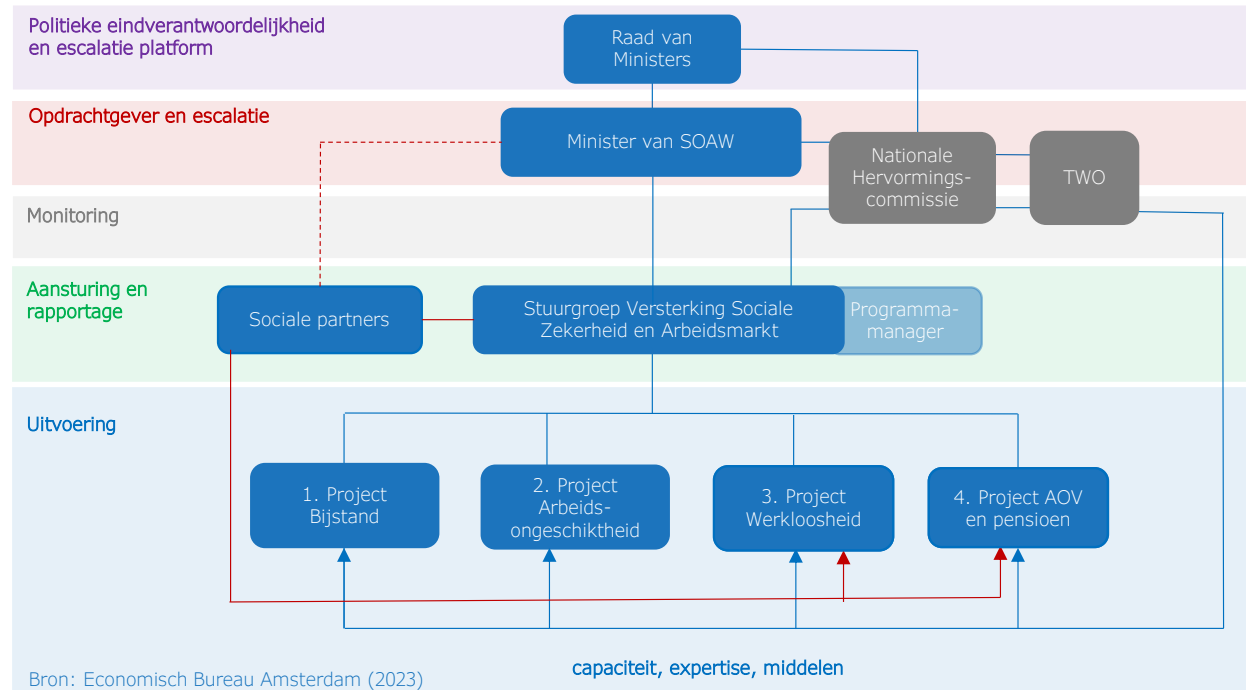 Politieke eindverantwoordelijkheid
en escalatie platform
Raad van
Ministers
Opdrachtgever en escalatie
Minister van SOAW
Nationale
Hervormings-
commissie
TWO
Monitoring
Aansturing en
rapportage
Sociale partners
Stuurgroep Versterking Sociale
Zekerheid en Arbeidsmarkt
Programma-
manager
Uitvoering
1. Project
Bijstand
2. Project
Arbeids-
ongeschiktheid
3. Project
Werkloosheid
4. Project AOV
en pensioen
capaciteit, expertise, middelen
Bron: Economisch Bureau Amsterdam (2023)